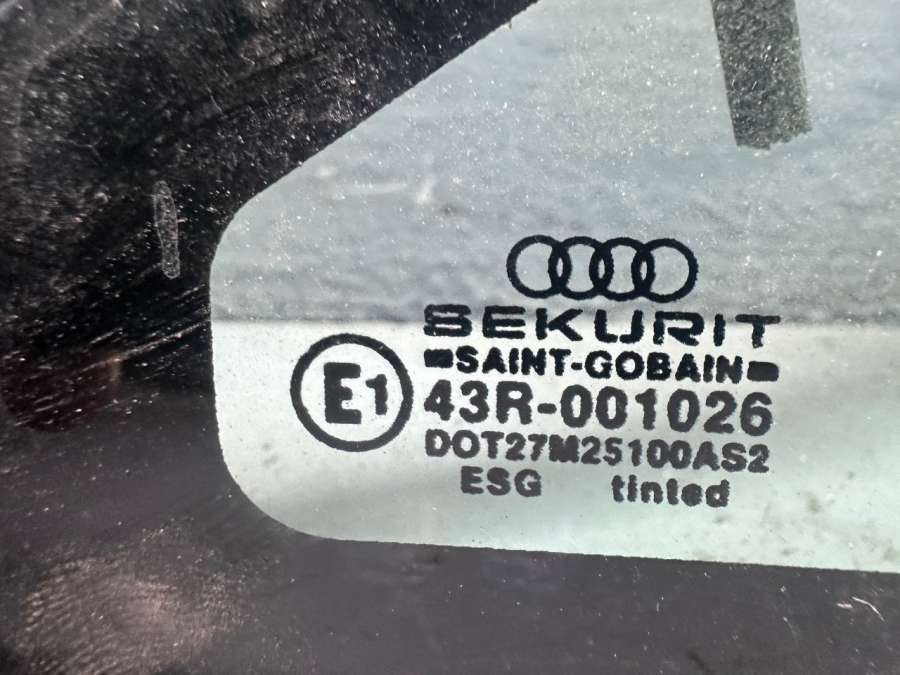 SEKURIT
SAINT-GOBAIN
E1
43R-001026
DOT27M25100AS2
ESG tinted